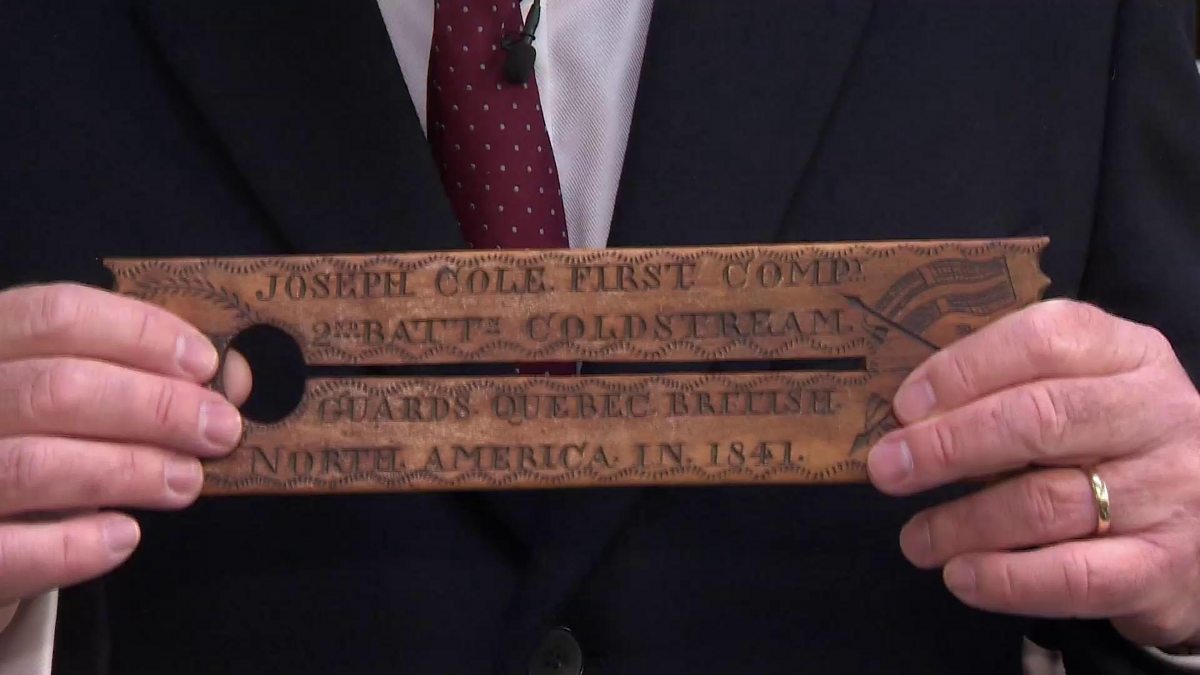 JOSEPH. COLE. FIRST. COMPY.
2ND BATTN COLDSTREAM.
GUARDS. QUEBEC BRITISH.
NORTH. AMERICA. IN. 1841.